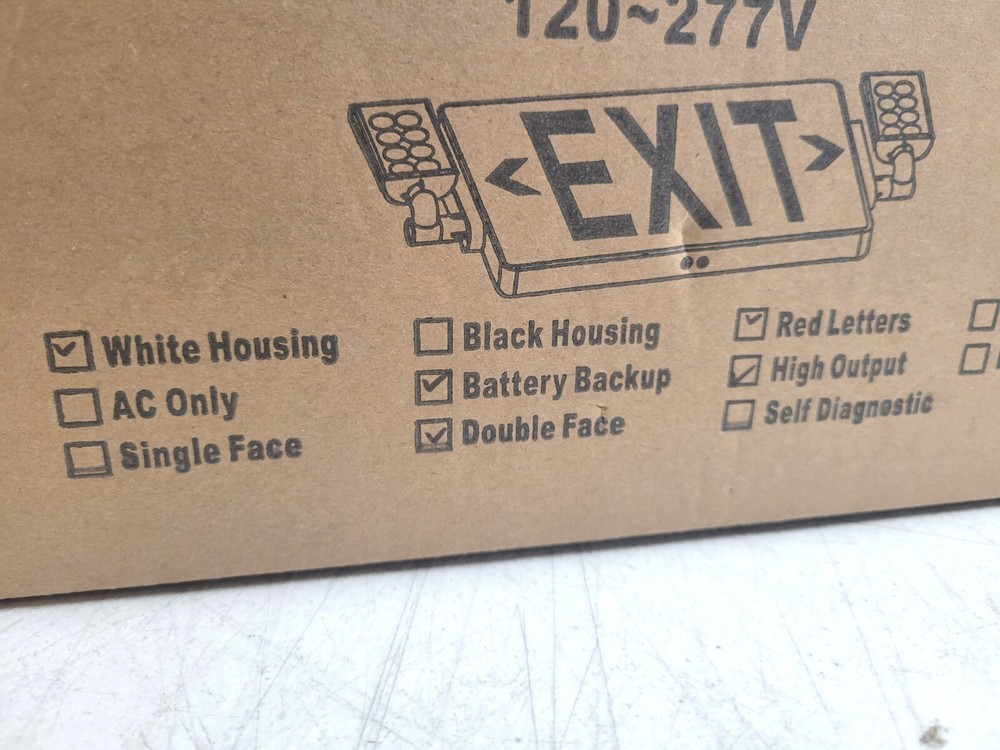 120~277V
<EXIT>
☑ White Housing ☐ Black Housing ☑ Red Letters ☐
☐ AC Only ☑ Battery Backup ☑ High Output ☐
☐ Single Face ☑ Double Face ☐ Self Diagnostic